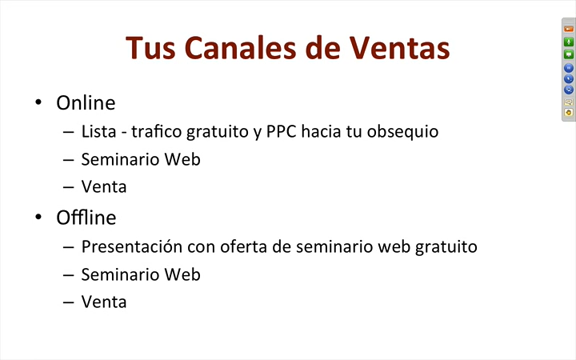 Tus Canales de Ventas
• Online
– Lista - trafico gratuito y PPC hacia tu obsequio
– Seminario Web
– Venta
• Offline
– Presentación con oferta de seminario web gratuito
– Seminario Web
– Venta